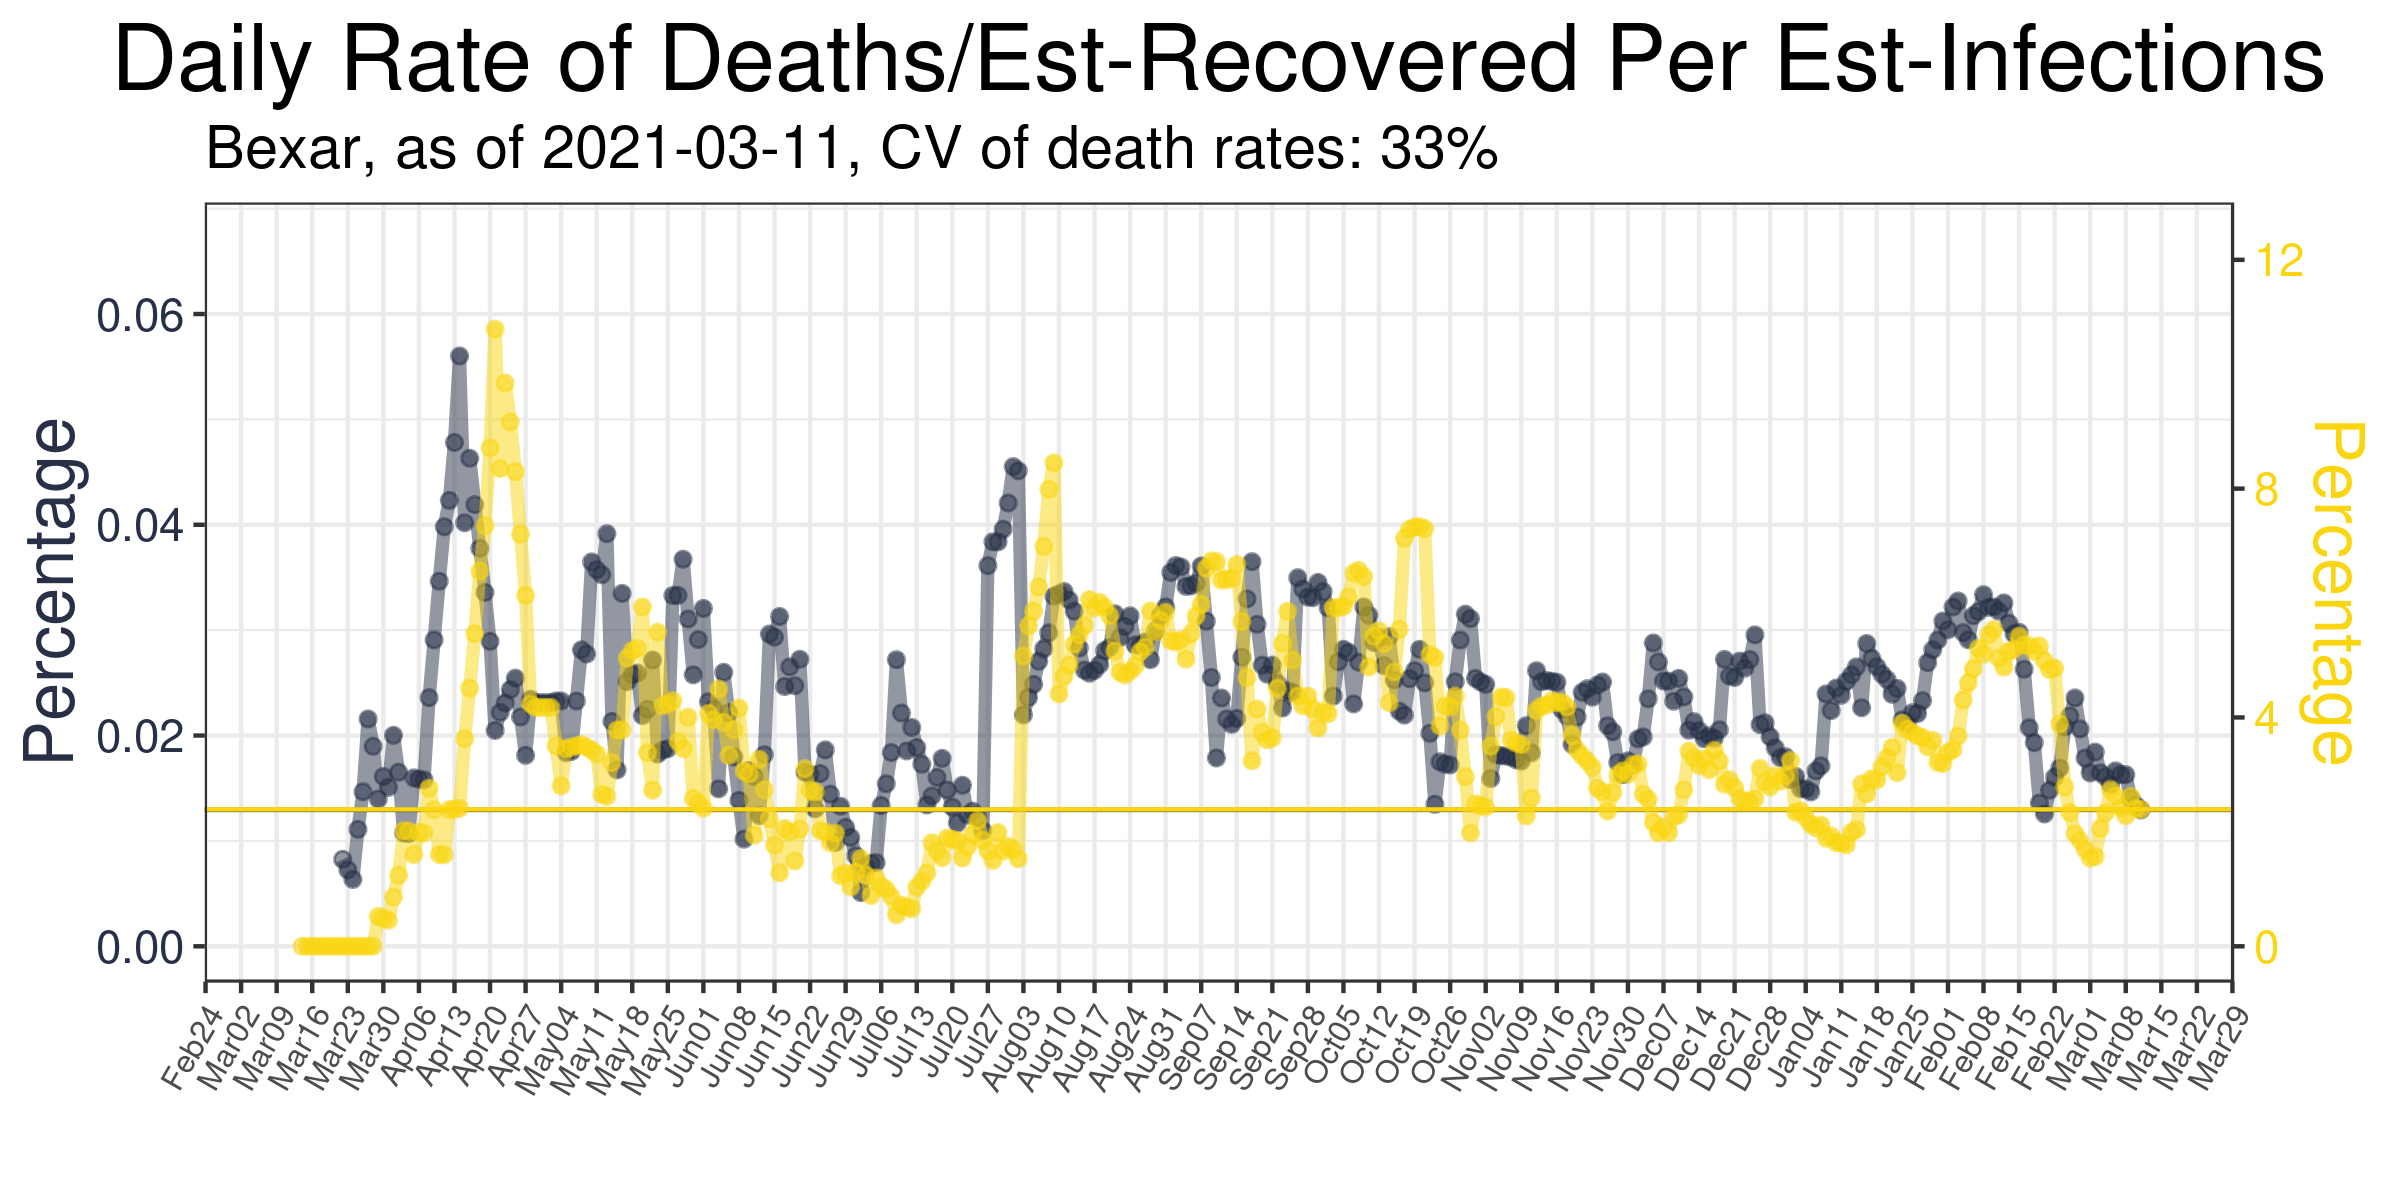 Daily Rate of Deaths/Est-Recovered Per Est-Infections
Bexar, as of 2021-03-11, CV of death rates: 33%
Percentage
0.06
0.04
0.02
0.00
12
8
4
0
Percentage
Feb24
Mar02
Mar09
Mar16
Mar23
Mar30
Apr06
Apr13
Apr20
Apr27
May04
May11
May18
May25
Jun01
Jun08
Jun15
Jun22
Jun29
Jul06
Jul13
Jul20
Jul27
Aug03
Aug10
Aug17
Aug24
Aug31
Sep07
Sep14
Sep21
Sep28
Oct05
Oct12
Oct19
Oct26
Nov02
Nov09
Nov16
Nov23
Nov30
Dec07
Dec14
Dec21
Dec28
Jan04
Jan11
Jan18
Jan25
Feb01
Feb08
Feb15
Feb22
Mar01
Mar08
Mar15
Mar22
Mar29